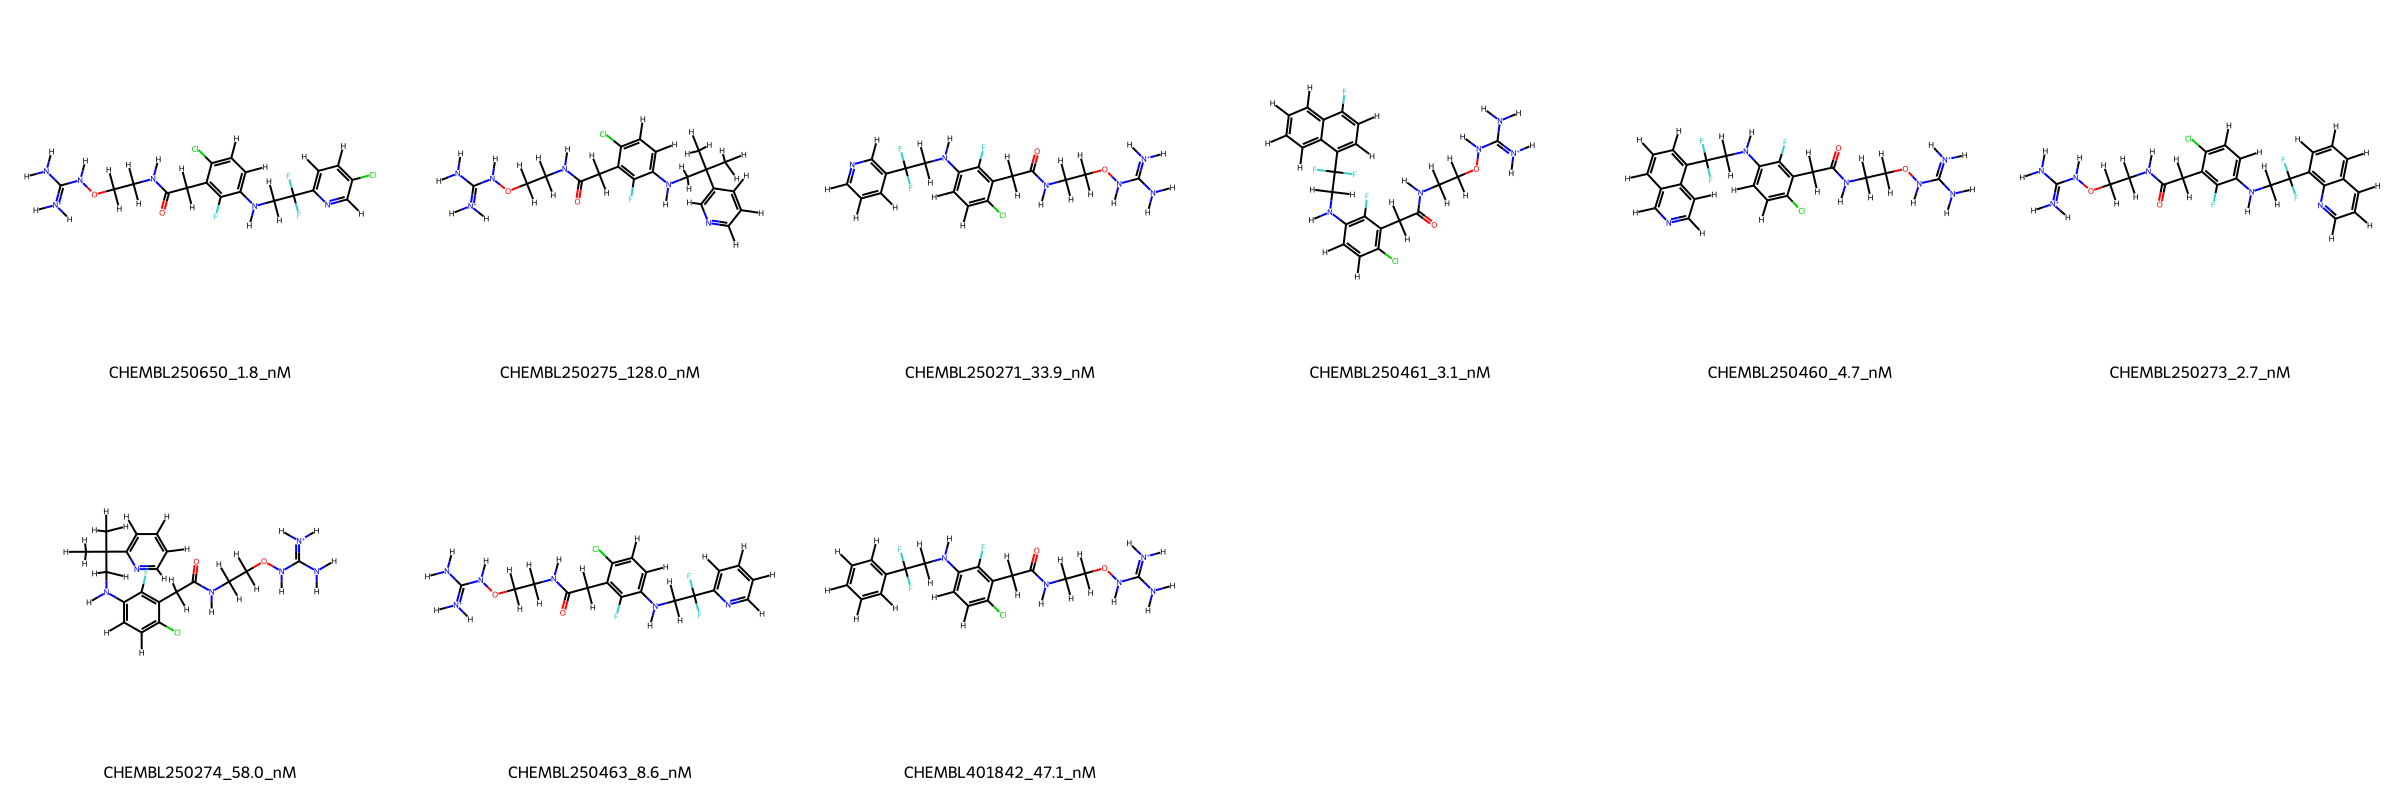 CHEMBL250650_1.8_nM
CHEMBL250275_128.0_nM
CHEMBL250271_33.9_nM
CHEMBL250461_3.1_nM
CHEMBL250460_4.7_nM
CHEMBL250273_2.7_nM
CHEMBL250274_58.0_nM
CHEMBL250463_8.6_nM
CHEMBL401842_47.1_nM